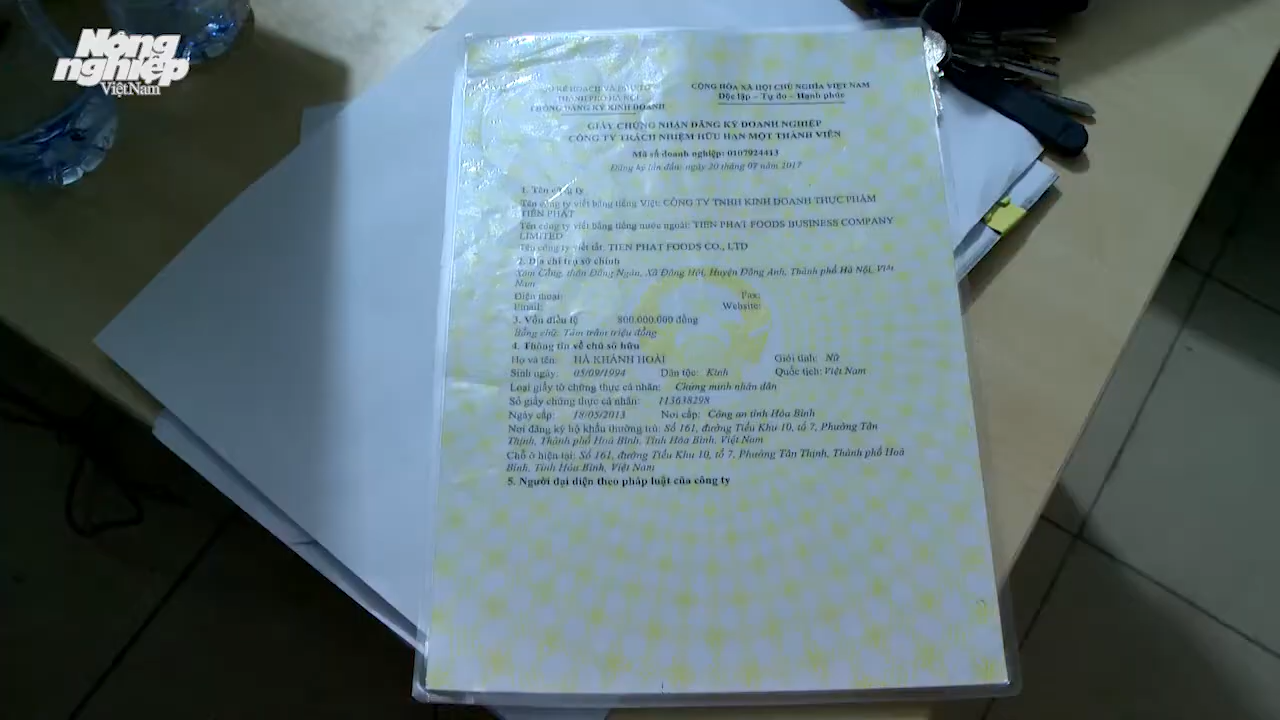 Nông
nghiệp
Việt Nam
THÀNH PHỐ HÀ NỘI
PHÒNG ĐĂNG KÝ KINH DOANH
CỘNG HÒA XÃ HỘI CHỦ NGHĨA VIỆT NAM
Độc lập – Tự do – Hạnh phúc
GIẤY CHỨNG NHẬN ĐĂNG KÝ DOANH NGHIỆP
CÔNG TY TRÁCH NHIỆM HỮU HẠN MỘT THÀNH VIÊN
Mã số doanh nghiệp: 0107924413
Đăng ký lần đầu: ngày 20 tháng 07 năm 2017
1. Tên công ty
Tên công ty viết bằng tiếng Việt: CÔNG TY TNHH KINH DOANH THỰC PHẨM
TIẾN PHÁT
Tên công ty viết bằng tiếng nước ngoài: TIEN PHAT FOODS BUSINESS COMPANY
LIMITED
Tên công ty viết tắt: TIEN PHAT FOODS CO., LTD
2. Địa chỉ trụ sở chính
Xóm Cổng, thôn Đông Ngàn, Xã Đông Hội, Huyện Đông Anh, Thành phố Hà Nội, Việt
Nam
Điện thoại: Fax:
Email: Website:
3. Vốn điều lệ 800.000.000 đồng
Bằng chữ: Tám trăm triệu đồng
4. Thông tin về chủ sở hữu
Họ và tên: HÀ KHÁNH HOÀI Giới tính: Nữ
Sinh ngày: 05/09/1994 Dân tộc: Kinh Quốc tịch: Việt Nam
Loại giấy tờ chứng thực cá nhân: Chứng minh nhân dân
Số giấy chứng thực cá nhân: 113638298
Ngày cấp: 18/05/2013 Nơi cấp: Công an tỉnh Hòa Bình
Nơi đăng ký hộ khẩu thường trú: Số 161, đường Tiểu Khu 10, tổ 7, Phường Tân
Thịnh, Thành phố Hoà Bình, Tỉnh Hòa Bình, Việt Nam
Chỗ ở hiện tại: Số 161, đường Tiểu Khu 10, tổ 7, Phường Tân Thịnh, Thành phố Hoà
Bình, Tỉnh Hòa Bình, Việt Nam
5. Người đại diện theo pháp luật của công ty